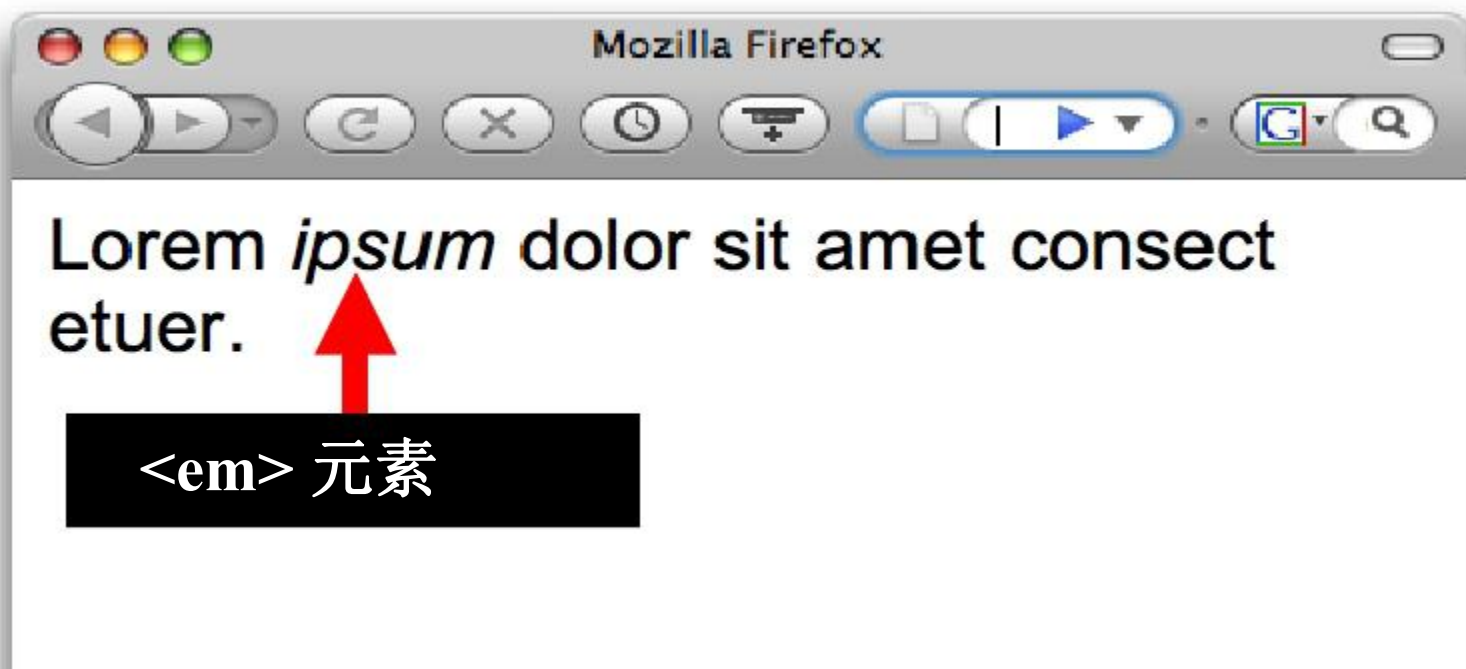 Mozilla Firefox
G
Lorem ipsum dolor sit amet consect
etuer.
<em> 元素